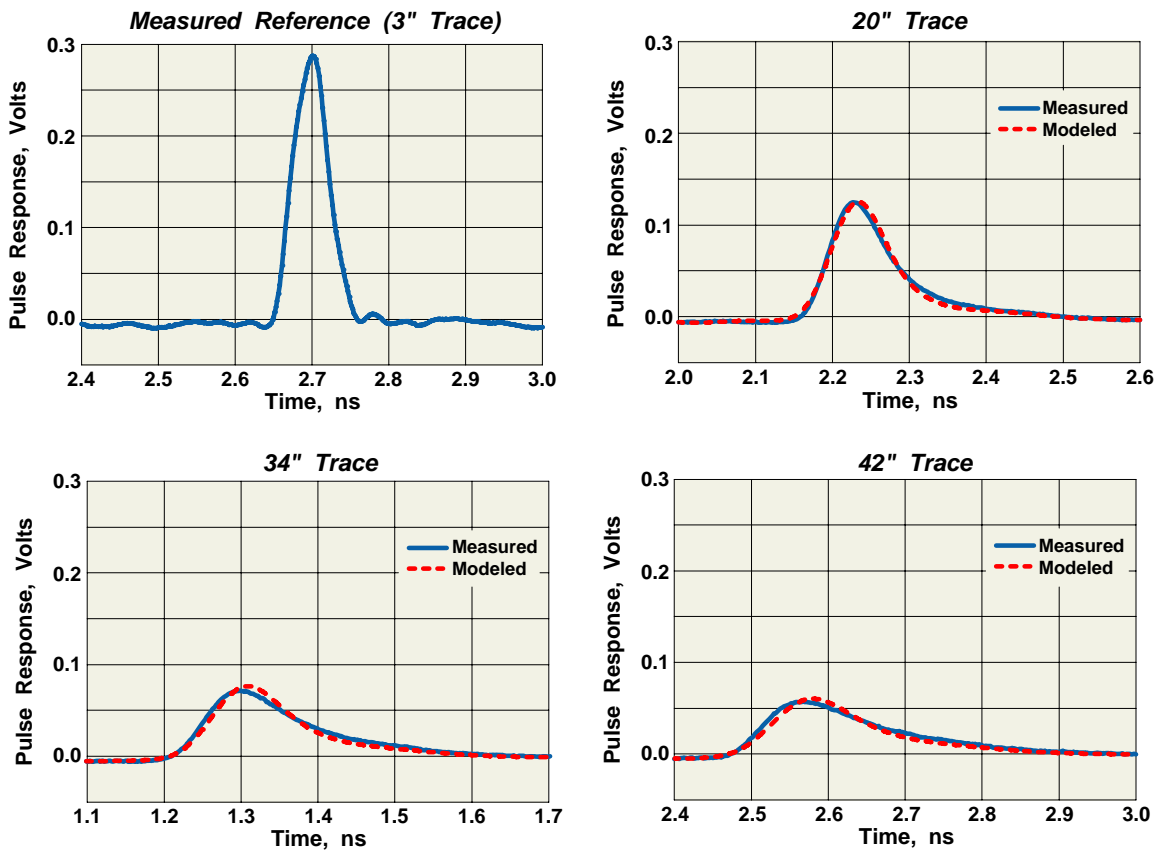 Measured Reference (3" Trace)
Pulse Response, Volts
0.3
0.2
0.1
0.0
2.4 2.5 2.6 2.7 2.8 2.9 3.0
Time, ns
20" Trace
Pulse Response, Volts
0.3
0.2
0.1
0.0
Measured
Modeled
2.0 2.1 2.2 2.3 2.4 2.5 2.6
Time, ns
34" Trace
Pulse Response, Volts
0.3
0.2
0.1
0.0
Measured
Modeled
1.1 1.2 1.3 1.4 1.5 1.6 1.7
Time, ns
42" Trace
Pulse Response, Volts
0.3
0.2
0.1
0.0
Measured
Modeled
2.4 2.5 2.6 2.7 2.8 2.9 3.0
Time, ns